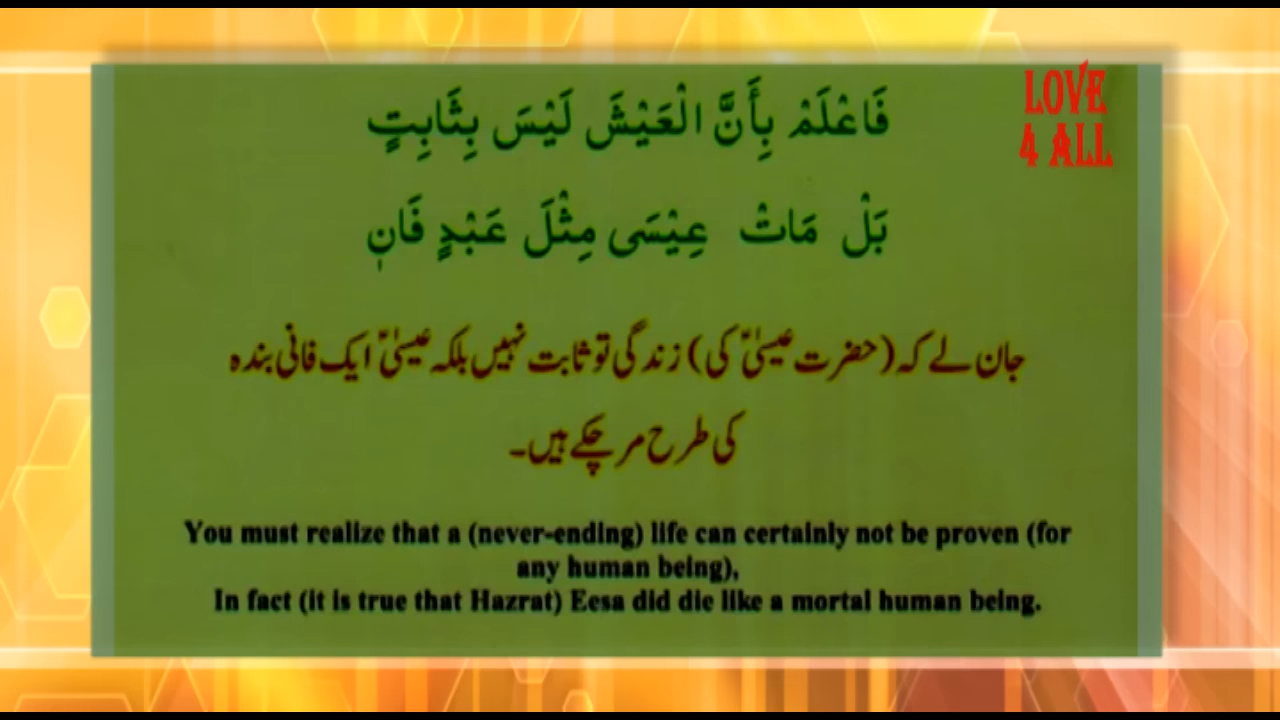 LOVE
4 ALL
فَاعْلَمْ بِأَنَّ الْعَيْشَ لَيْسَ بِثَابِتٍ
بَلْ مَاتْ عِيْسَى مِثْلَ عَبْدٍ فَانٖ
جان لے کہ (حضرت عیسیٰؑ کی) زندگی تو ثابت نہیں بلکہ عیسیٰؑ ایک فانی بندہ
کی طرح مر چکے ہیں۔
You must realize that a (never-ending) life can certainly not be proven (for
any human being),
In fact (it is true that Hazrat) Eesa did die like a mortal human being.